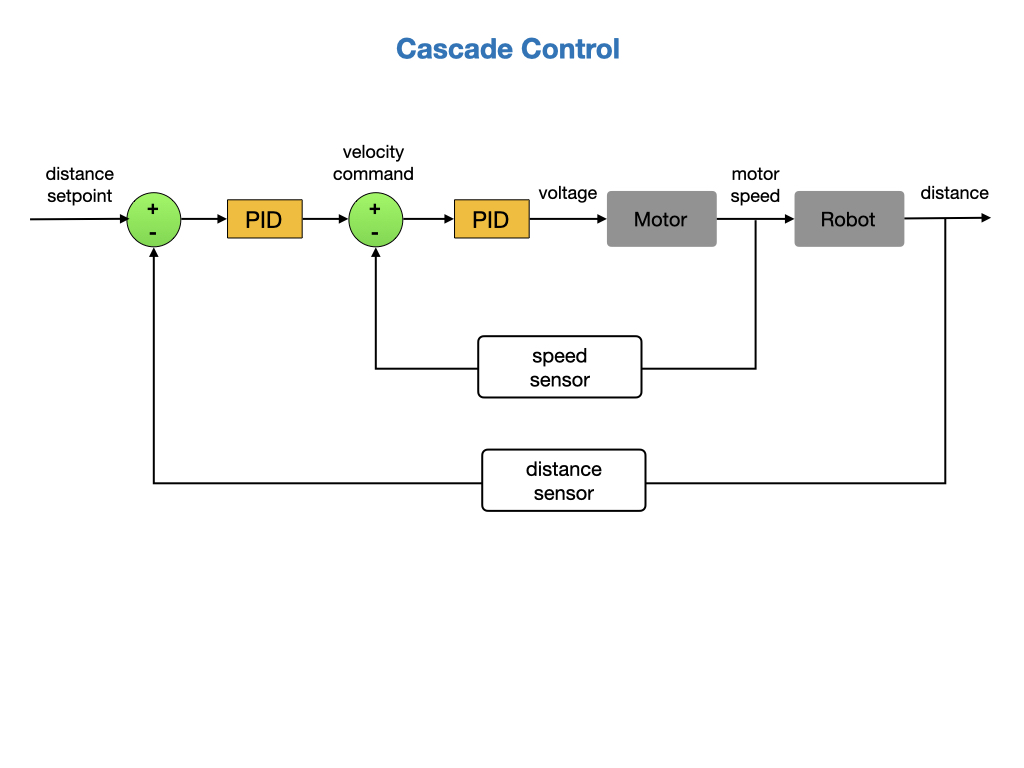 Cascade Control
distance
setpoint
+
-
PID
velocity
command
+
-
PID
voltage
Motor
motor
speed
Robot
distance
speed
sensor
distance
sensor